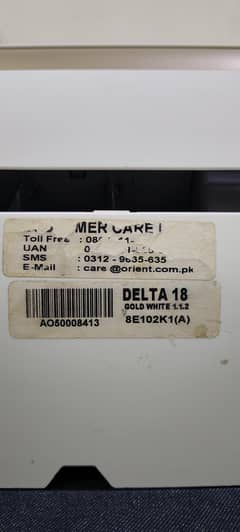 MER CARE
Toll Free :
UAN
SMS : 0312 - 9635-635
E-Mail : care @orient.com.pk
DELTA 18
GOLD WHITE 1.1.2
AO50008413 8E102K1(A)